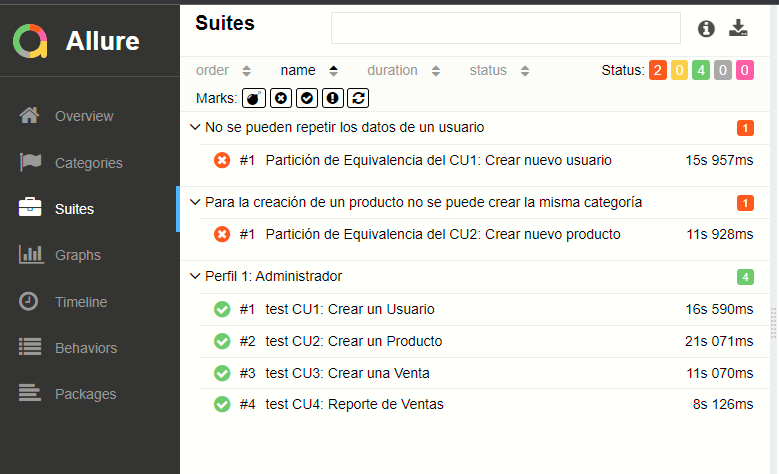 Allure
Overview
Categories
Suites
Graphs
Timeline
Behaviors
Packages
Suites
order name duration status Status: 2 0 4 0 0
Marks:
No se pueden repetir los datos de un usuario 1
#1 Partición de Equivalencia del CU1: Crear nuevo usuario 15s 957ms
Para la creación de un producto no se puede crear la misma categoría 1
#1 Partición de Equivalencia del CU2: Crear nuevo producto 11s 928ms
Perfil 1: Administrador 4
#1 test CU1: Crear un Usuario 16s 590ms
#2 test CU2: Crear un Producto 21s 071ms
#3 test CU3: Crear una Venta 11s 070ms
#4 test CU4: Reporte de Ventas 8s 126ms